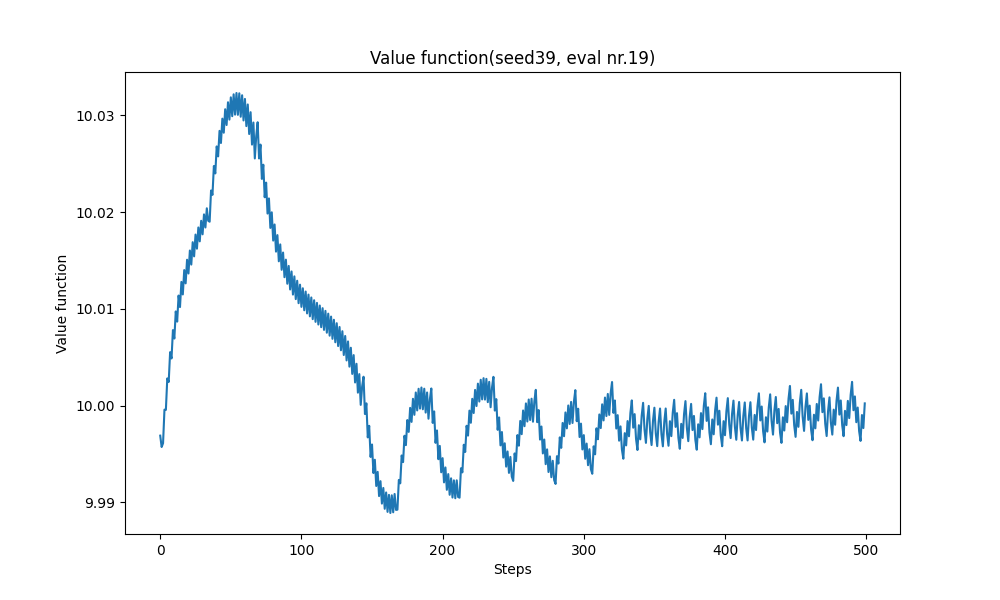 Value function(seed39, eval nr.19)
10.03
10.02
10.01
10.00
9.99
Value function
0 100 200 300 400 500
Steps